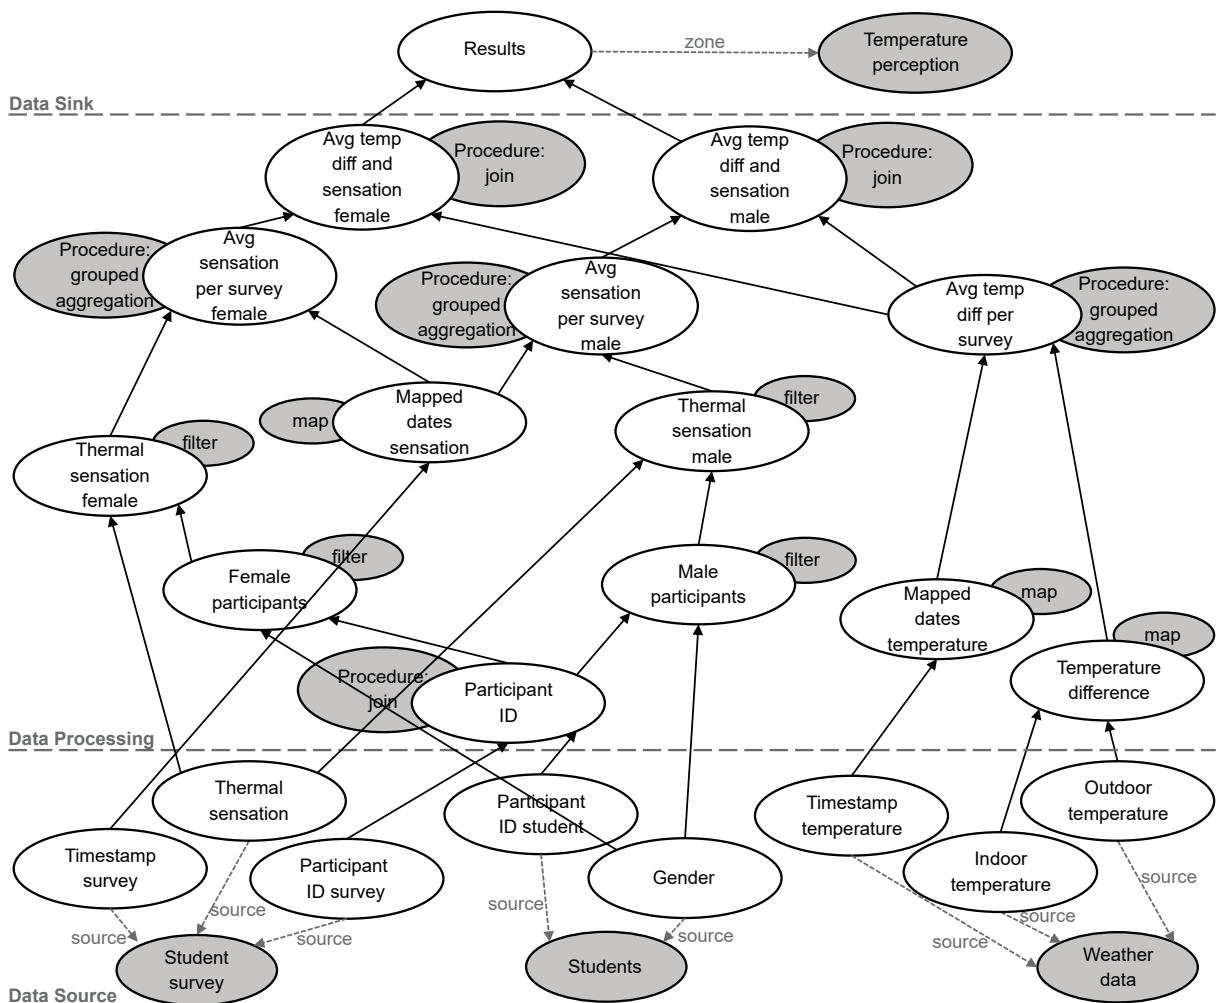 Results
zone
Temperature
perception
Data Sink
Avg temp
diff and
sensation
female
Procedure:
join
Avg temp
diff and
sensation
male
Procedure:
join
Procedure:
grouped
aggregation
Avg
sensation
per survey
female
Procedure:
grouped
aggregation
Avg
sensation
per survey
male
Avg temp
diff per
survey
Procedure:
grouped
aggregation
map
Mapped
dates
sensation
Thermal
sensation
male
filter
Thermal
sensation
female
filter
Female
participants
filter
Male
participants
filter
Mapped
dates
temperature
map
Temperature
difference
map
Procedure:
join
Participant
ID
Data Processing
Thermal
sensation
Participant
ID student
Timestamp
temperature
Outdoor
temperature
Timestamp
survey
Participant
ID survey
Gender
Indoor
temperature
source
source
source
source
source
source
source
source
Student
survey
Students
Weather
data
Data Source